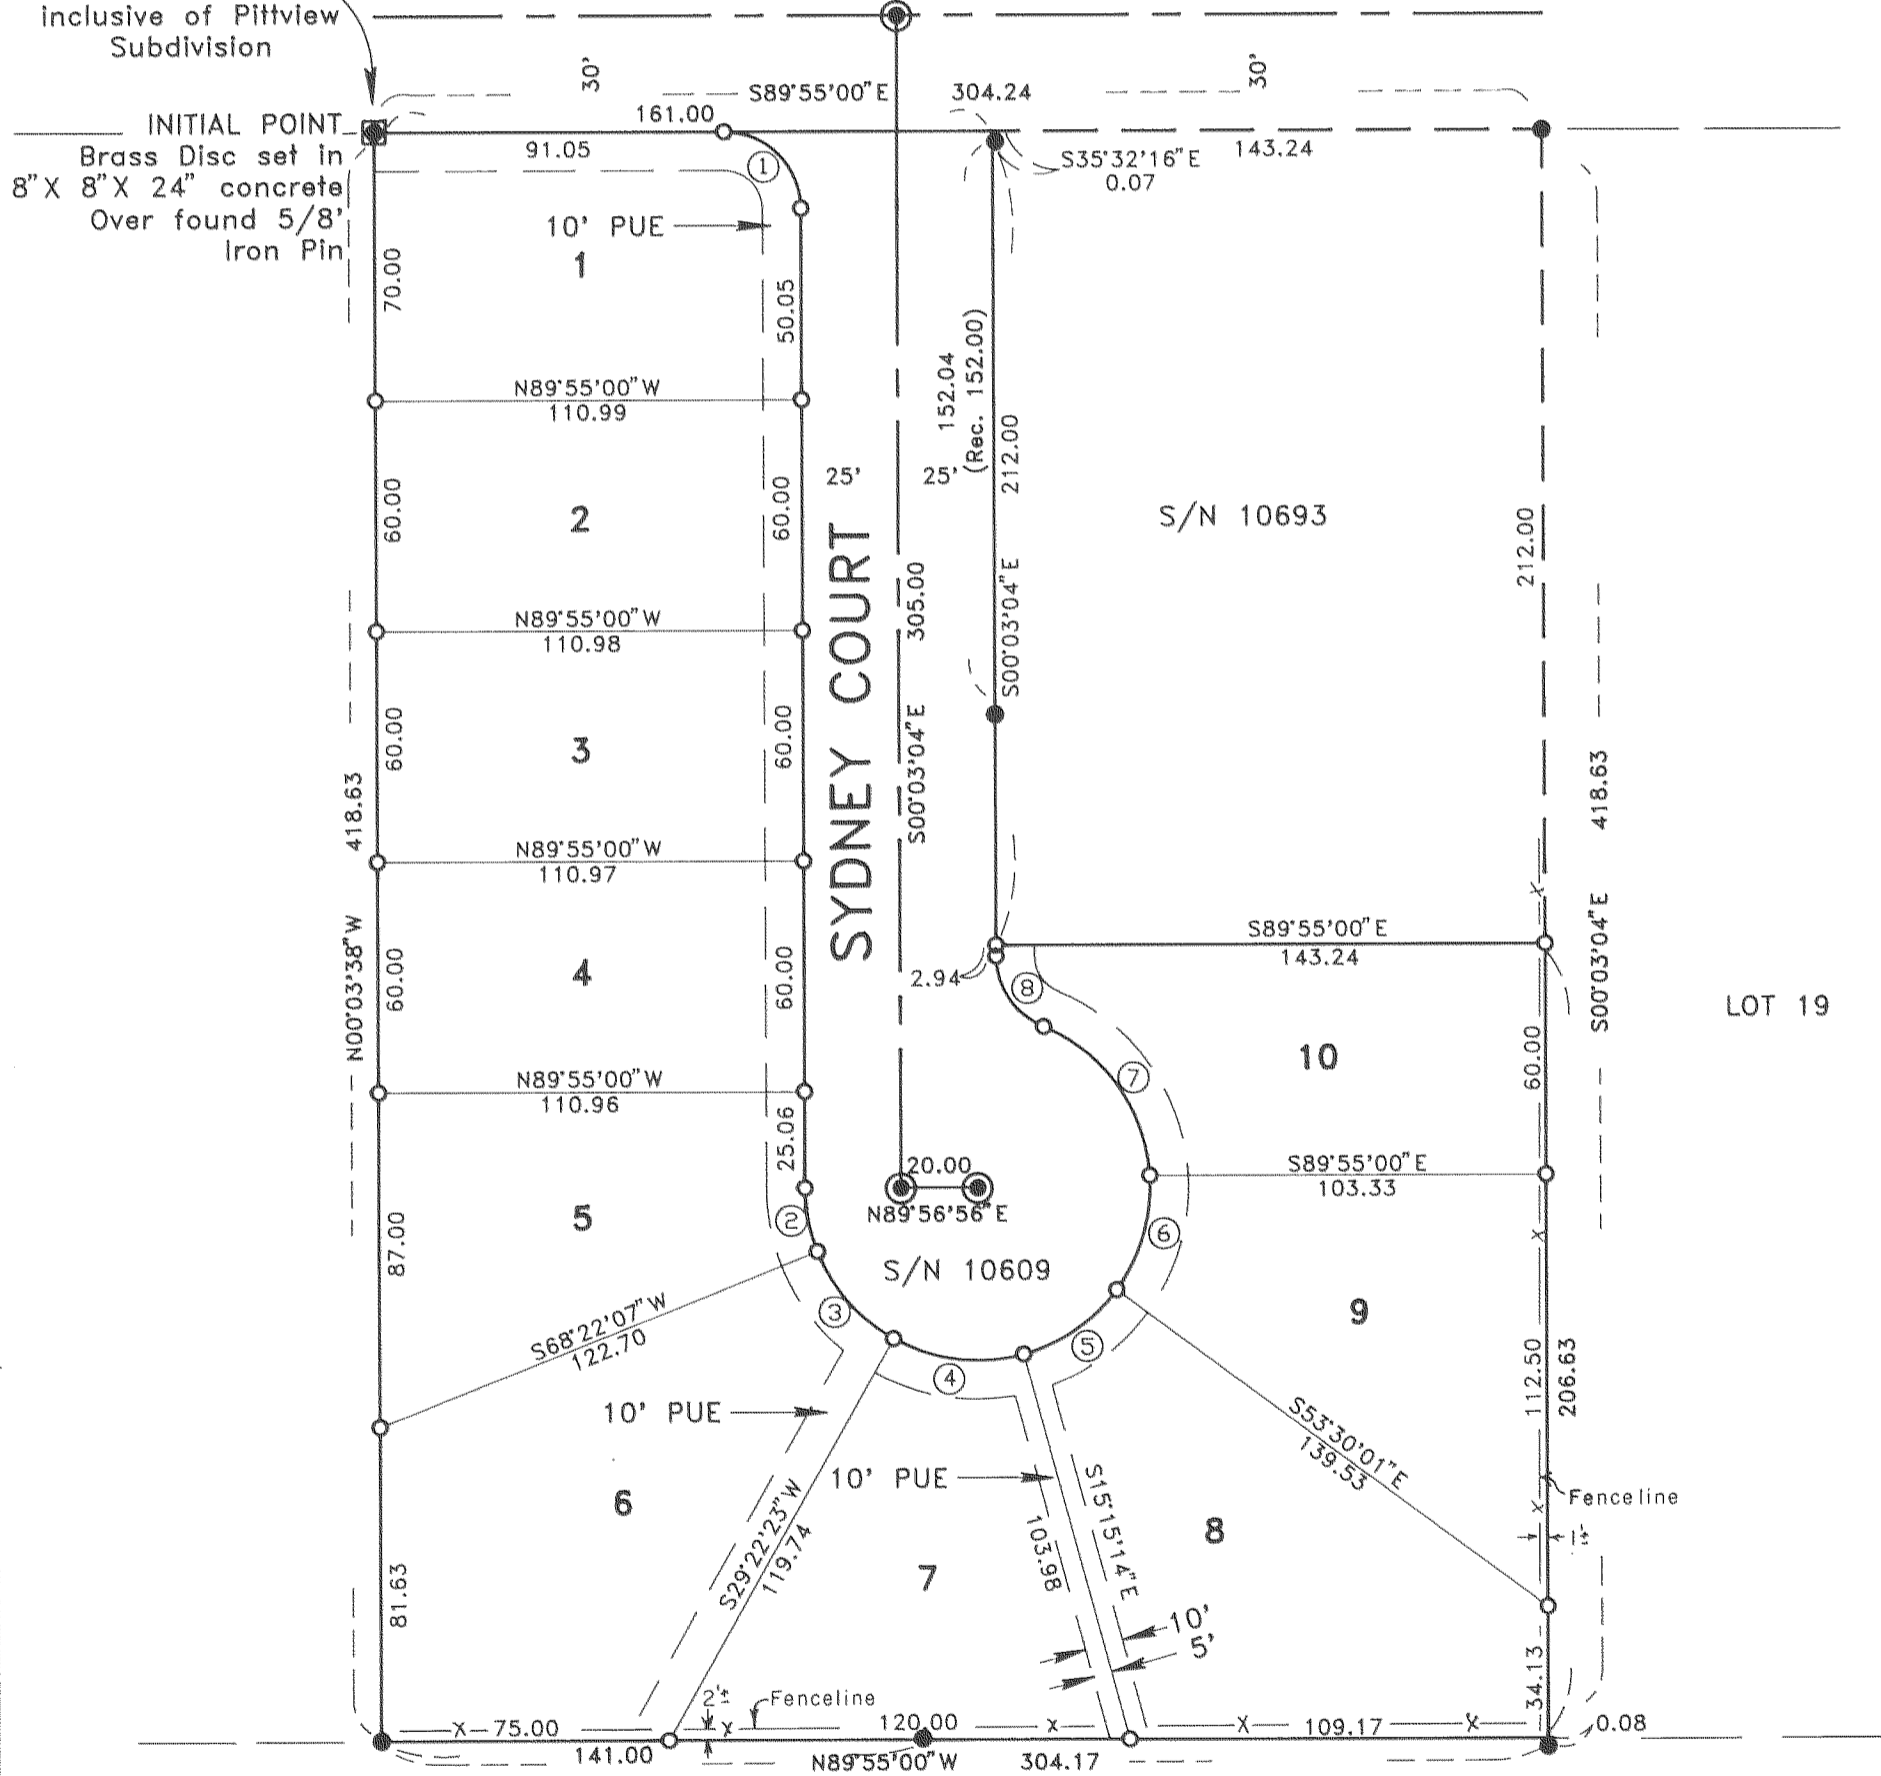 inclusive of Pittview
Subdivision
30'
S89°55'00"E
304.24
30'
161.00
INITIAL POINT
Brass Disc set in
8"X 8"X 24" concrete
Over found 5/8'
Iron Pin
91.05
1
S35°32'16"E
0.07
143.24
10' PUE
1
70.00
50.05
N89°55'00"W
110.99
152.04
(Rec. 152.00)
212.00
25'
25'
60.00
2
60.00
S/N 10693
212.00
N89°55'00"W
110.98
SYDNEY COURT
305.00
S00°03'04"E
S00°03'04"E
60.00
3
60.00
418.63
N00°03'38"W
418.63
S00°03'04"E
N89°55'00"W
110.97
X
S89°55'00"E
143.24
60.00
4
60.00
2.94
8
LOT 19
N89°55'00"W
110.96
7
10
60.00
25.06
20.00
N89°56'56"E
S89°55'00"E
103.33
87.00
5
2
6
X
S/N 10609
3
9
S68°22'07"W
122.70
5
4
112.50
206.63
10' PUE
S53°30'01"E
139.53
10' PUE
6
S29°22'23"W
119.74
103.98
S15°15'14"E
8
X
Fenceline
X
1'±
7
81.63
10'
5'
34.13
2'±
Fenceline
X
75.00
X
120.00
X
X
109.17
X
0.08
141.00
N89°55'00"W
304.17